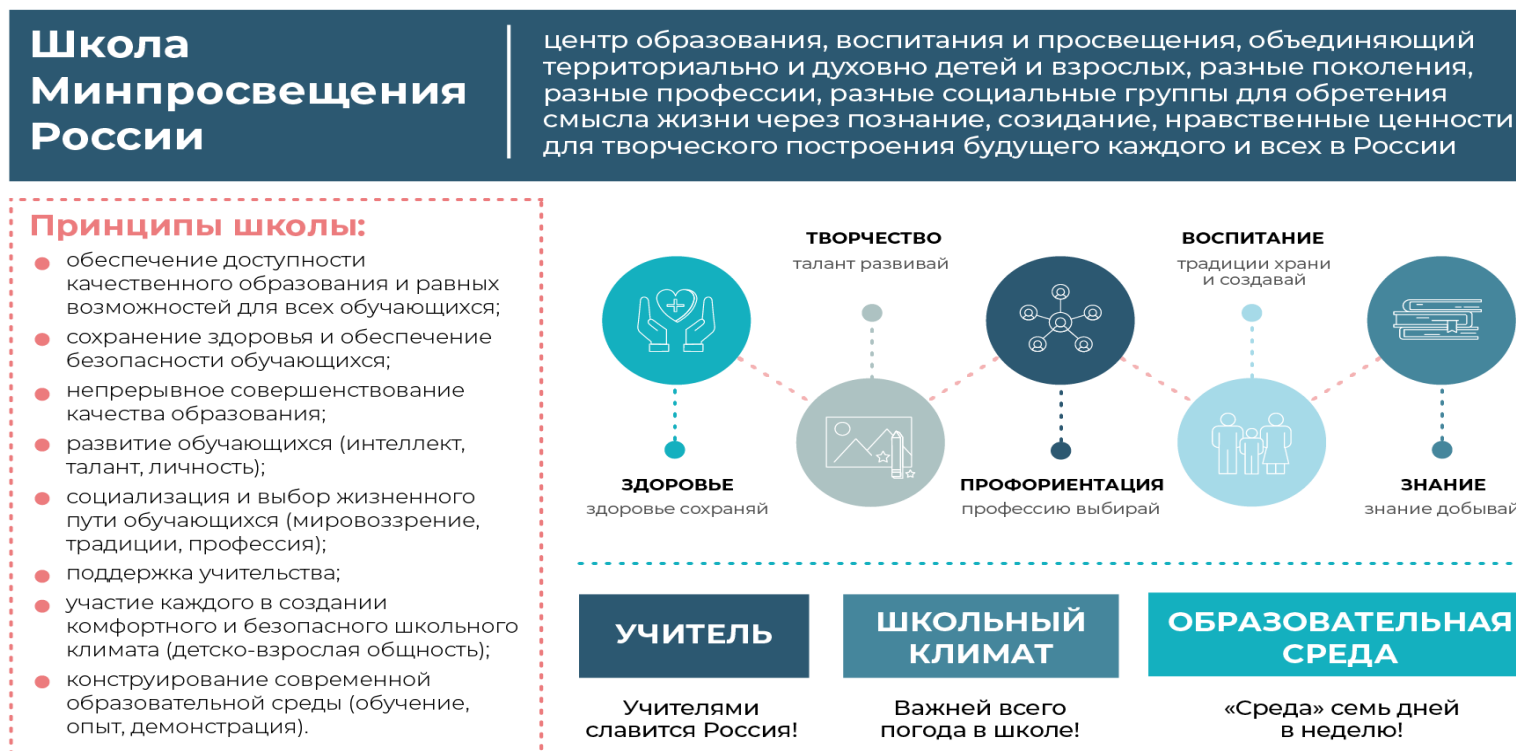 Школа
Минпросвещения
России
центр образования, воспитания и просвещения, объединяющий
территориально и духовно детей и взрослых, разные поколения,
разные профессии, разные социальные группы для обретения
смысла жизни через познание, созидание, нравственные ценности
для творческого построения будущего каждого и всех в России
Принципы школы:
обеспечение доступности
качественного образования и равных
возможностей для всех обучающихся;
сохранение здоровья и обеспечение
безопасности обучающихся;
непрерывное совершенствование
качества образования;
развитие обучающихся (интеллект,
талант, личность);
социализация и выбор жизненного
пути обучающихся (мировоззрение,
традиции, профессия);
поддержка учительства;
участие каждого в создании
комфортного и безопасного школьного
климата (детско-взрослая общность);
конструирование современной
образовательной среды (обучение,
опыт, демонстрация).
ТВОРЧЕСТВО
талант развивай
ВОСПИТАНИЕ
традиции храни
и создавай
ЗДОРОВЬЕ
здоровье сохраняй
ПРОФОРИЕНТАЦИЯ
профессию выбирай
ЗНАНИЕ
знание добывай
УЧИТЕЛЬ
Учителями
славится Россия!
ШКОЛЬНЫЙ
КЛИМАТ
Важней всего
погода в школе!
ОБРАЗОВАТЕЛЬНАЯ
СРЕДА
«Среда» семь дней
в неделю!